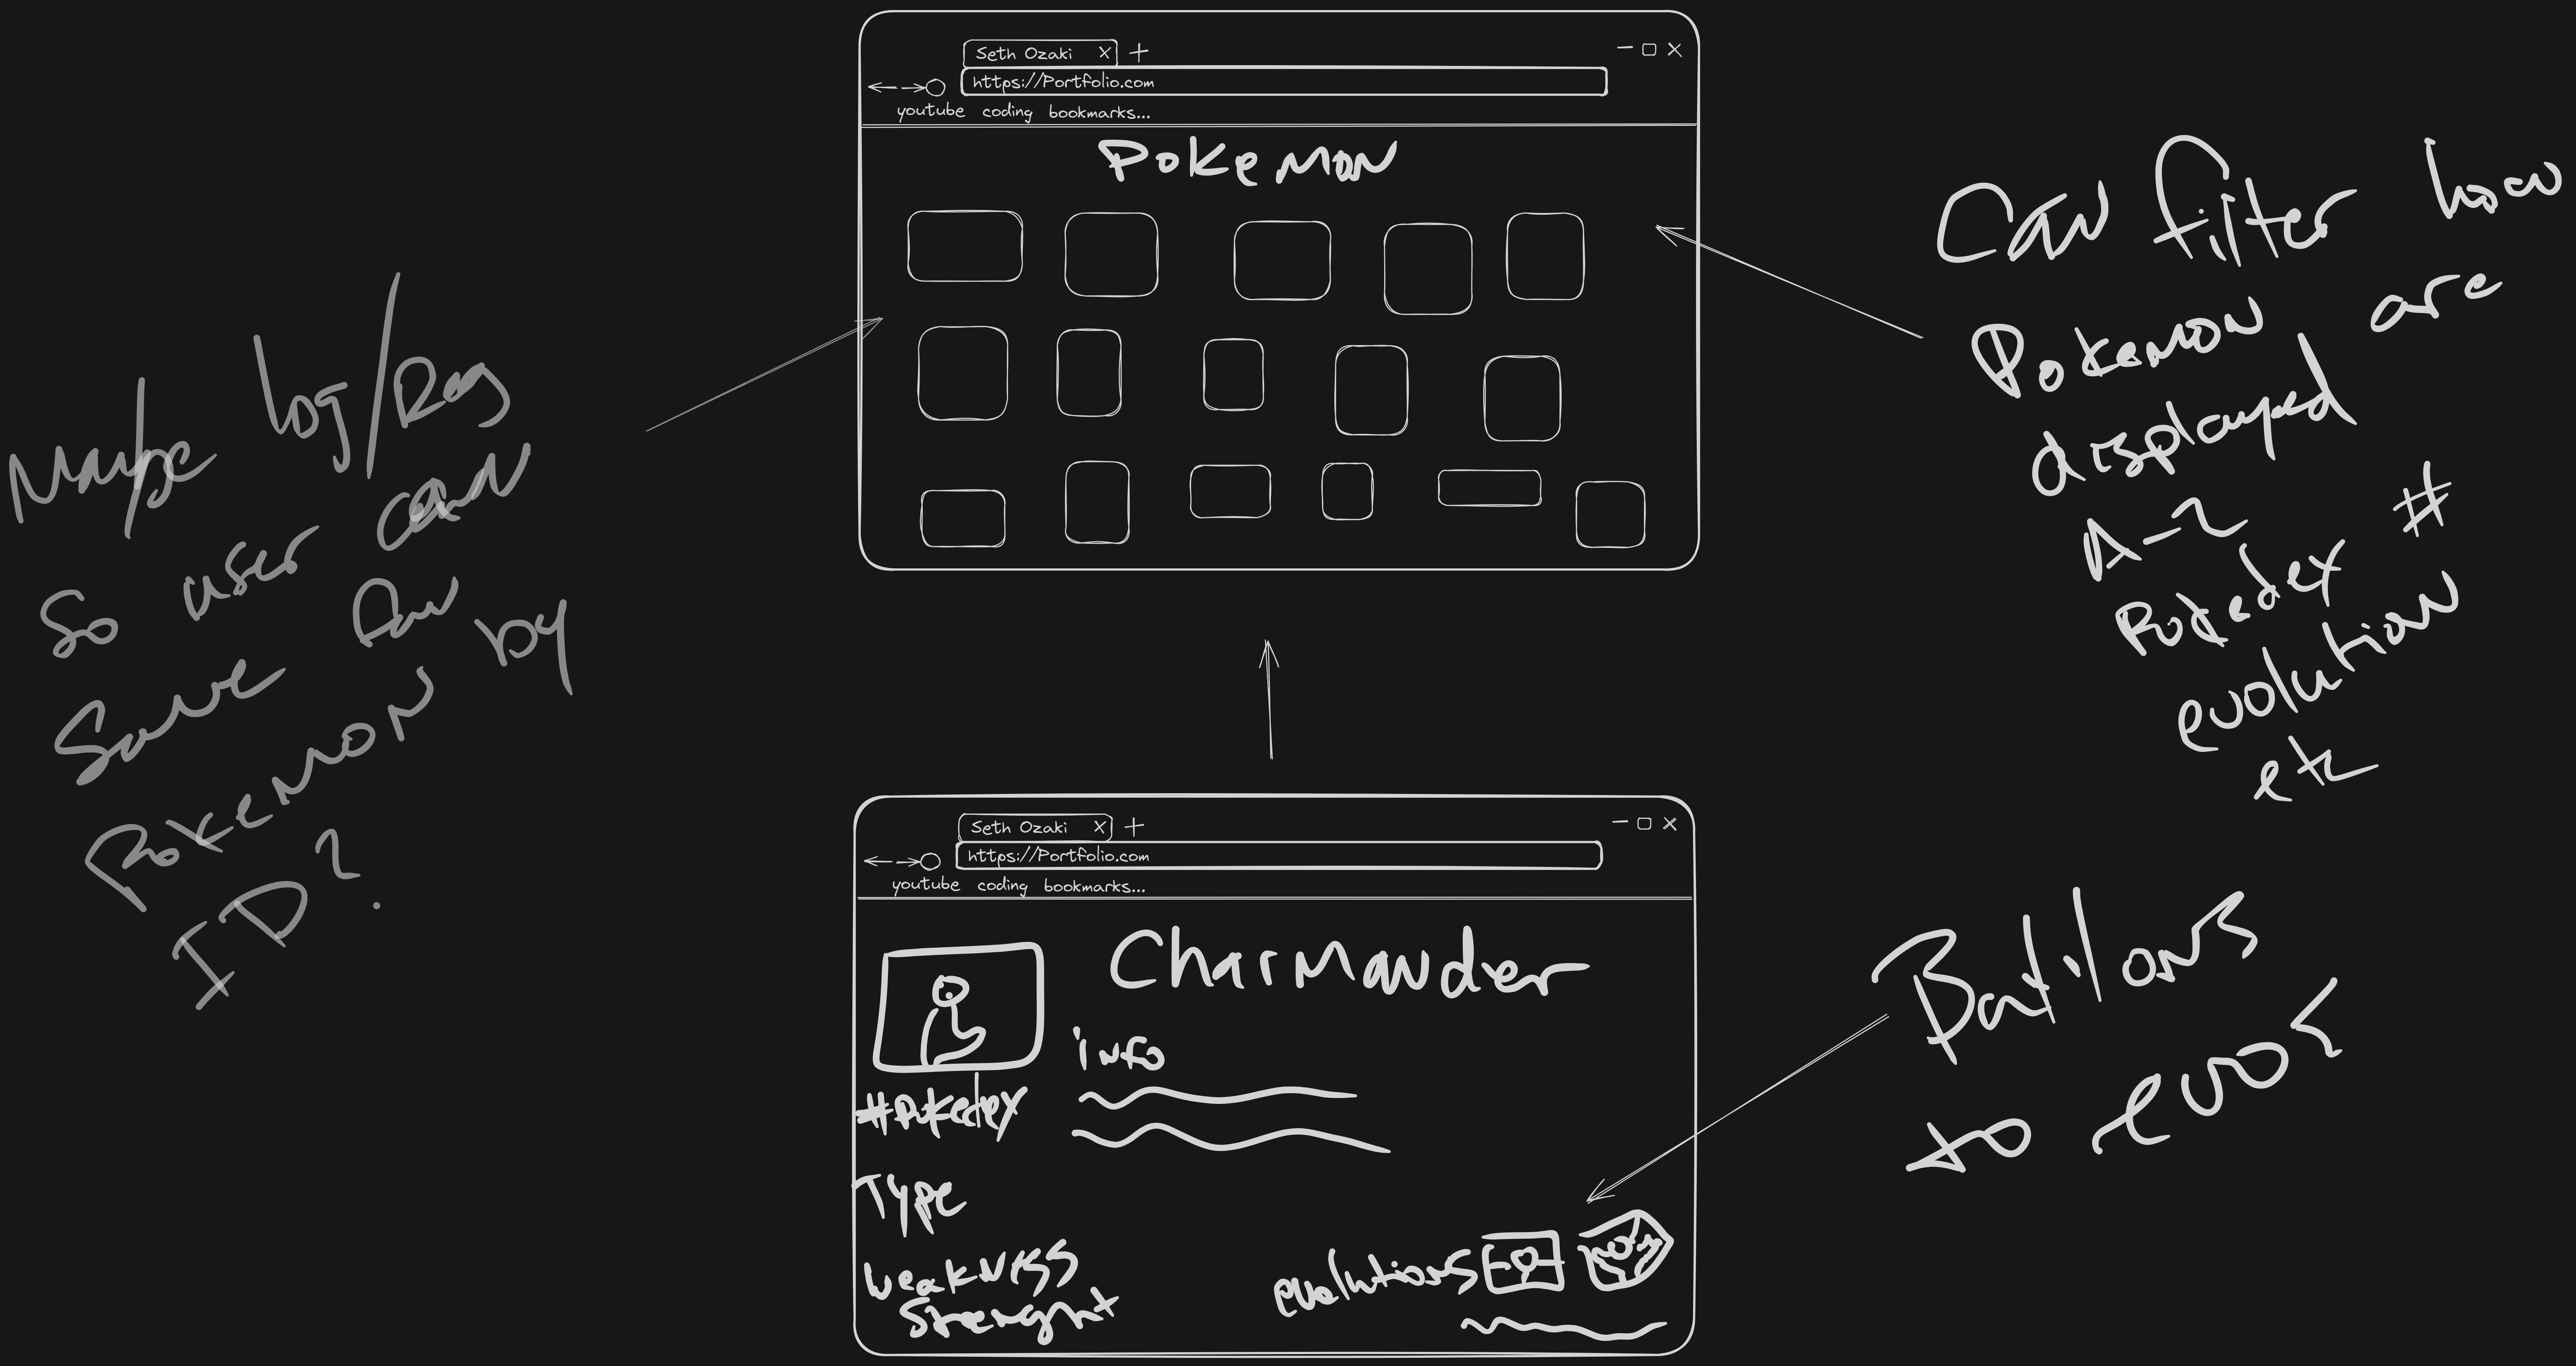 Seth Ozaki X +
https://Portfolio.com
youtube coding bookmarks...
Pokemon
Maybe log/Reg
So user can
Save Fav
Pokemon by
ID?
Can filter how
Pokemon are
displayed
A-Z
Pokedex #
evolution
etc
Seth Ozaki X +
https://Portfolio.com
youtube coding bookmarks...
Charmander
info
#Pokedex
Type
Weakness
Strenght
evolutions
Buttons
to evos